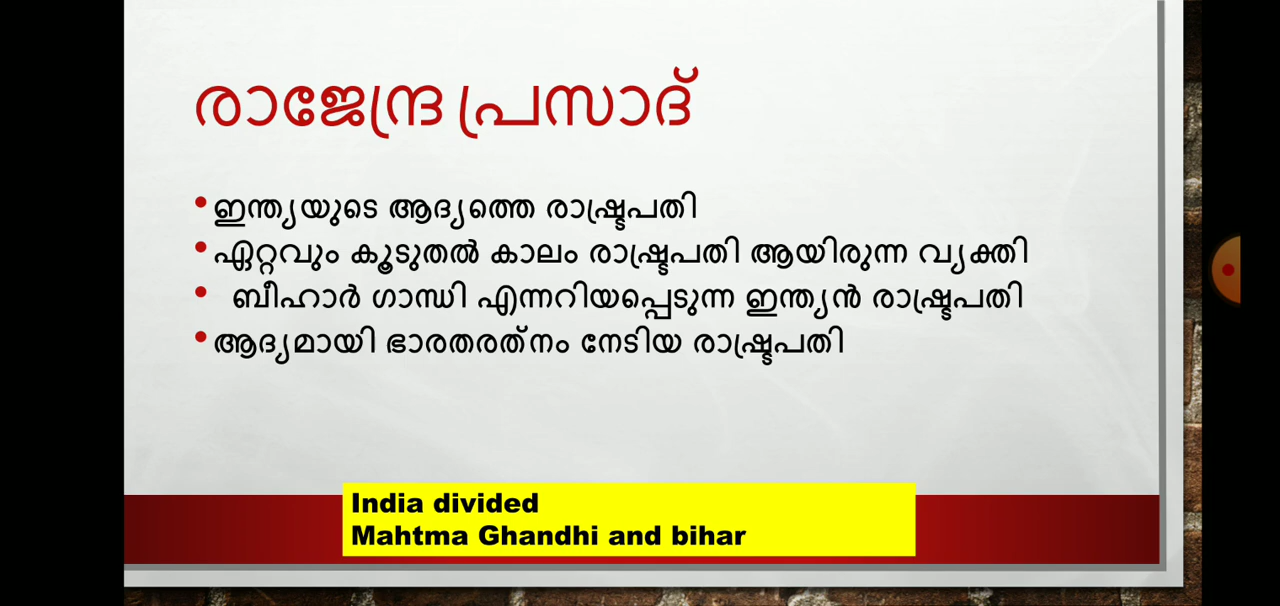 രാജേന്ദ്ര പ്രസാദ്
•ഇന്ത്യയുടെ ആദ്യത്തെ രാഷ്ട്രപതി
•ഏറ്റവും കൂടുതൽ കാലം രാഷ്ട്രപതി ആയിരുന്ന വ്യക്തി
• ബീഹാർ ഗാന്ധി എന്നറിയപ്പെടുന്ന ഇന്ത്യൻ രാഷ്ട്രപതി
•ആദ്യമായി ഭാരതരത്നം നേടിയ രാഷ്ട്രപതി
India divided
Mahtma Ghandhi and bihar